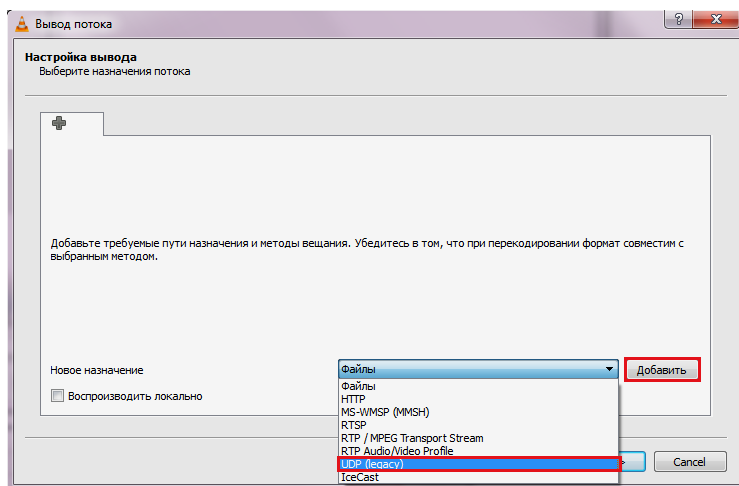 Вывод потока
Настройка вывода
Выберите назначения потока
Добавьте требуемые пути назначения и методы вещания. Убедитесь в том, что при перекодировании формат совместим с
выбранным методом.
Новое назначение
Файлы
Добавить
Файлы
Воспроизводить локально
HTTP
MS-WMSP (MMSH)
RTSP
RTP / MPEG Transport Stream
RTP Audio/Video Profile
UDP (legacy)
IceCast
Cancel